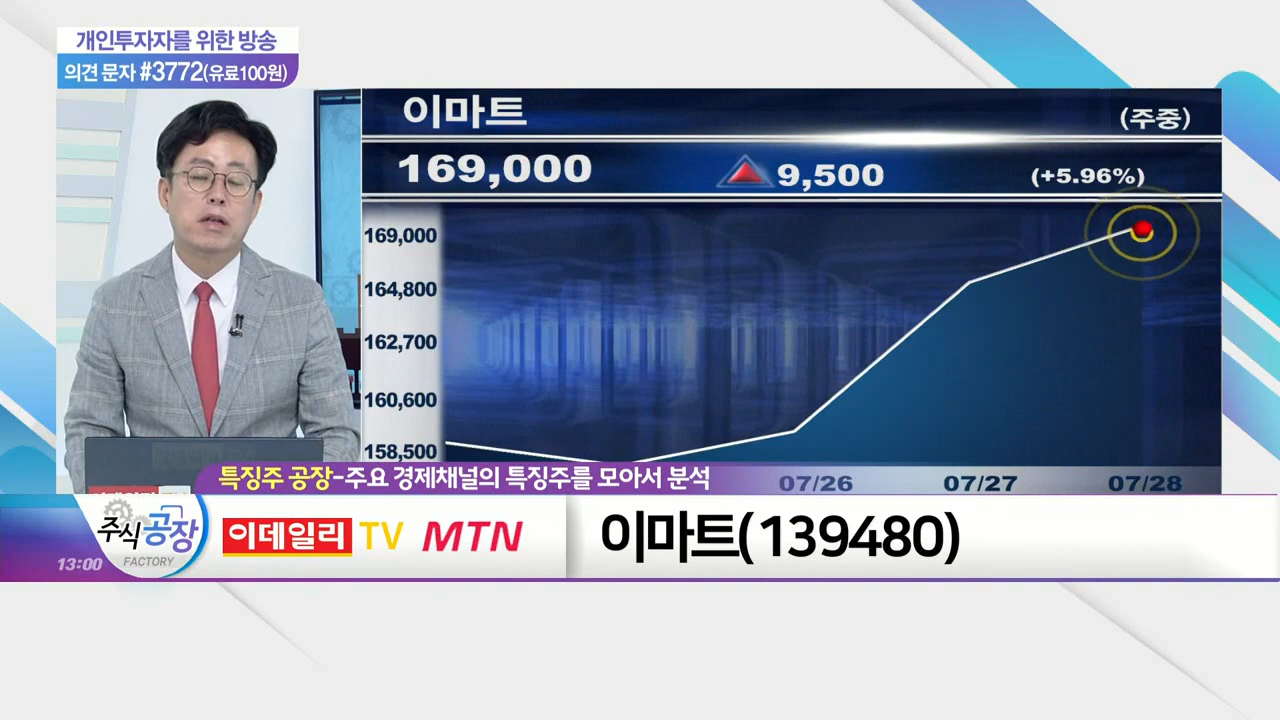 개인투자자를 위한 방송
의견 문자 #3772(유료100원)
이마트
(주중)
169,000
9,500
(+5.96%)
169,000
164,800
162,700
160,600
158,500
07/26
07/27
07/28
특징주 공장-주요 경제채널의 특징주를 모아서 분석
주식공장
FACTORY
13:00
이데일리 TV
MTN
이마트(139480)